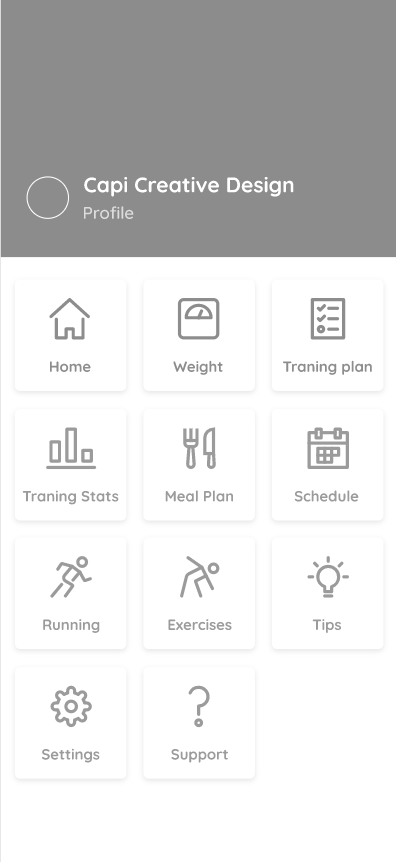 Capi Creative Design
Profile
Home
Weight
Traning plan
Traning Stats
Meal Plan
Schedule
Running
Exercises
Tips
Settings
Support